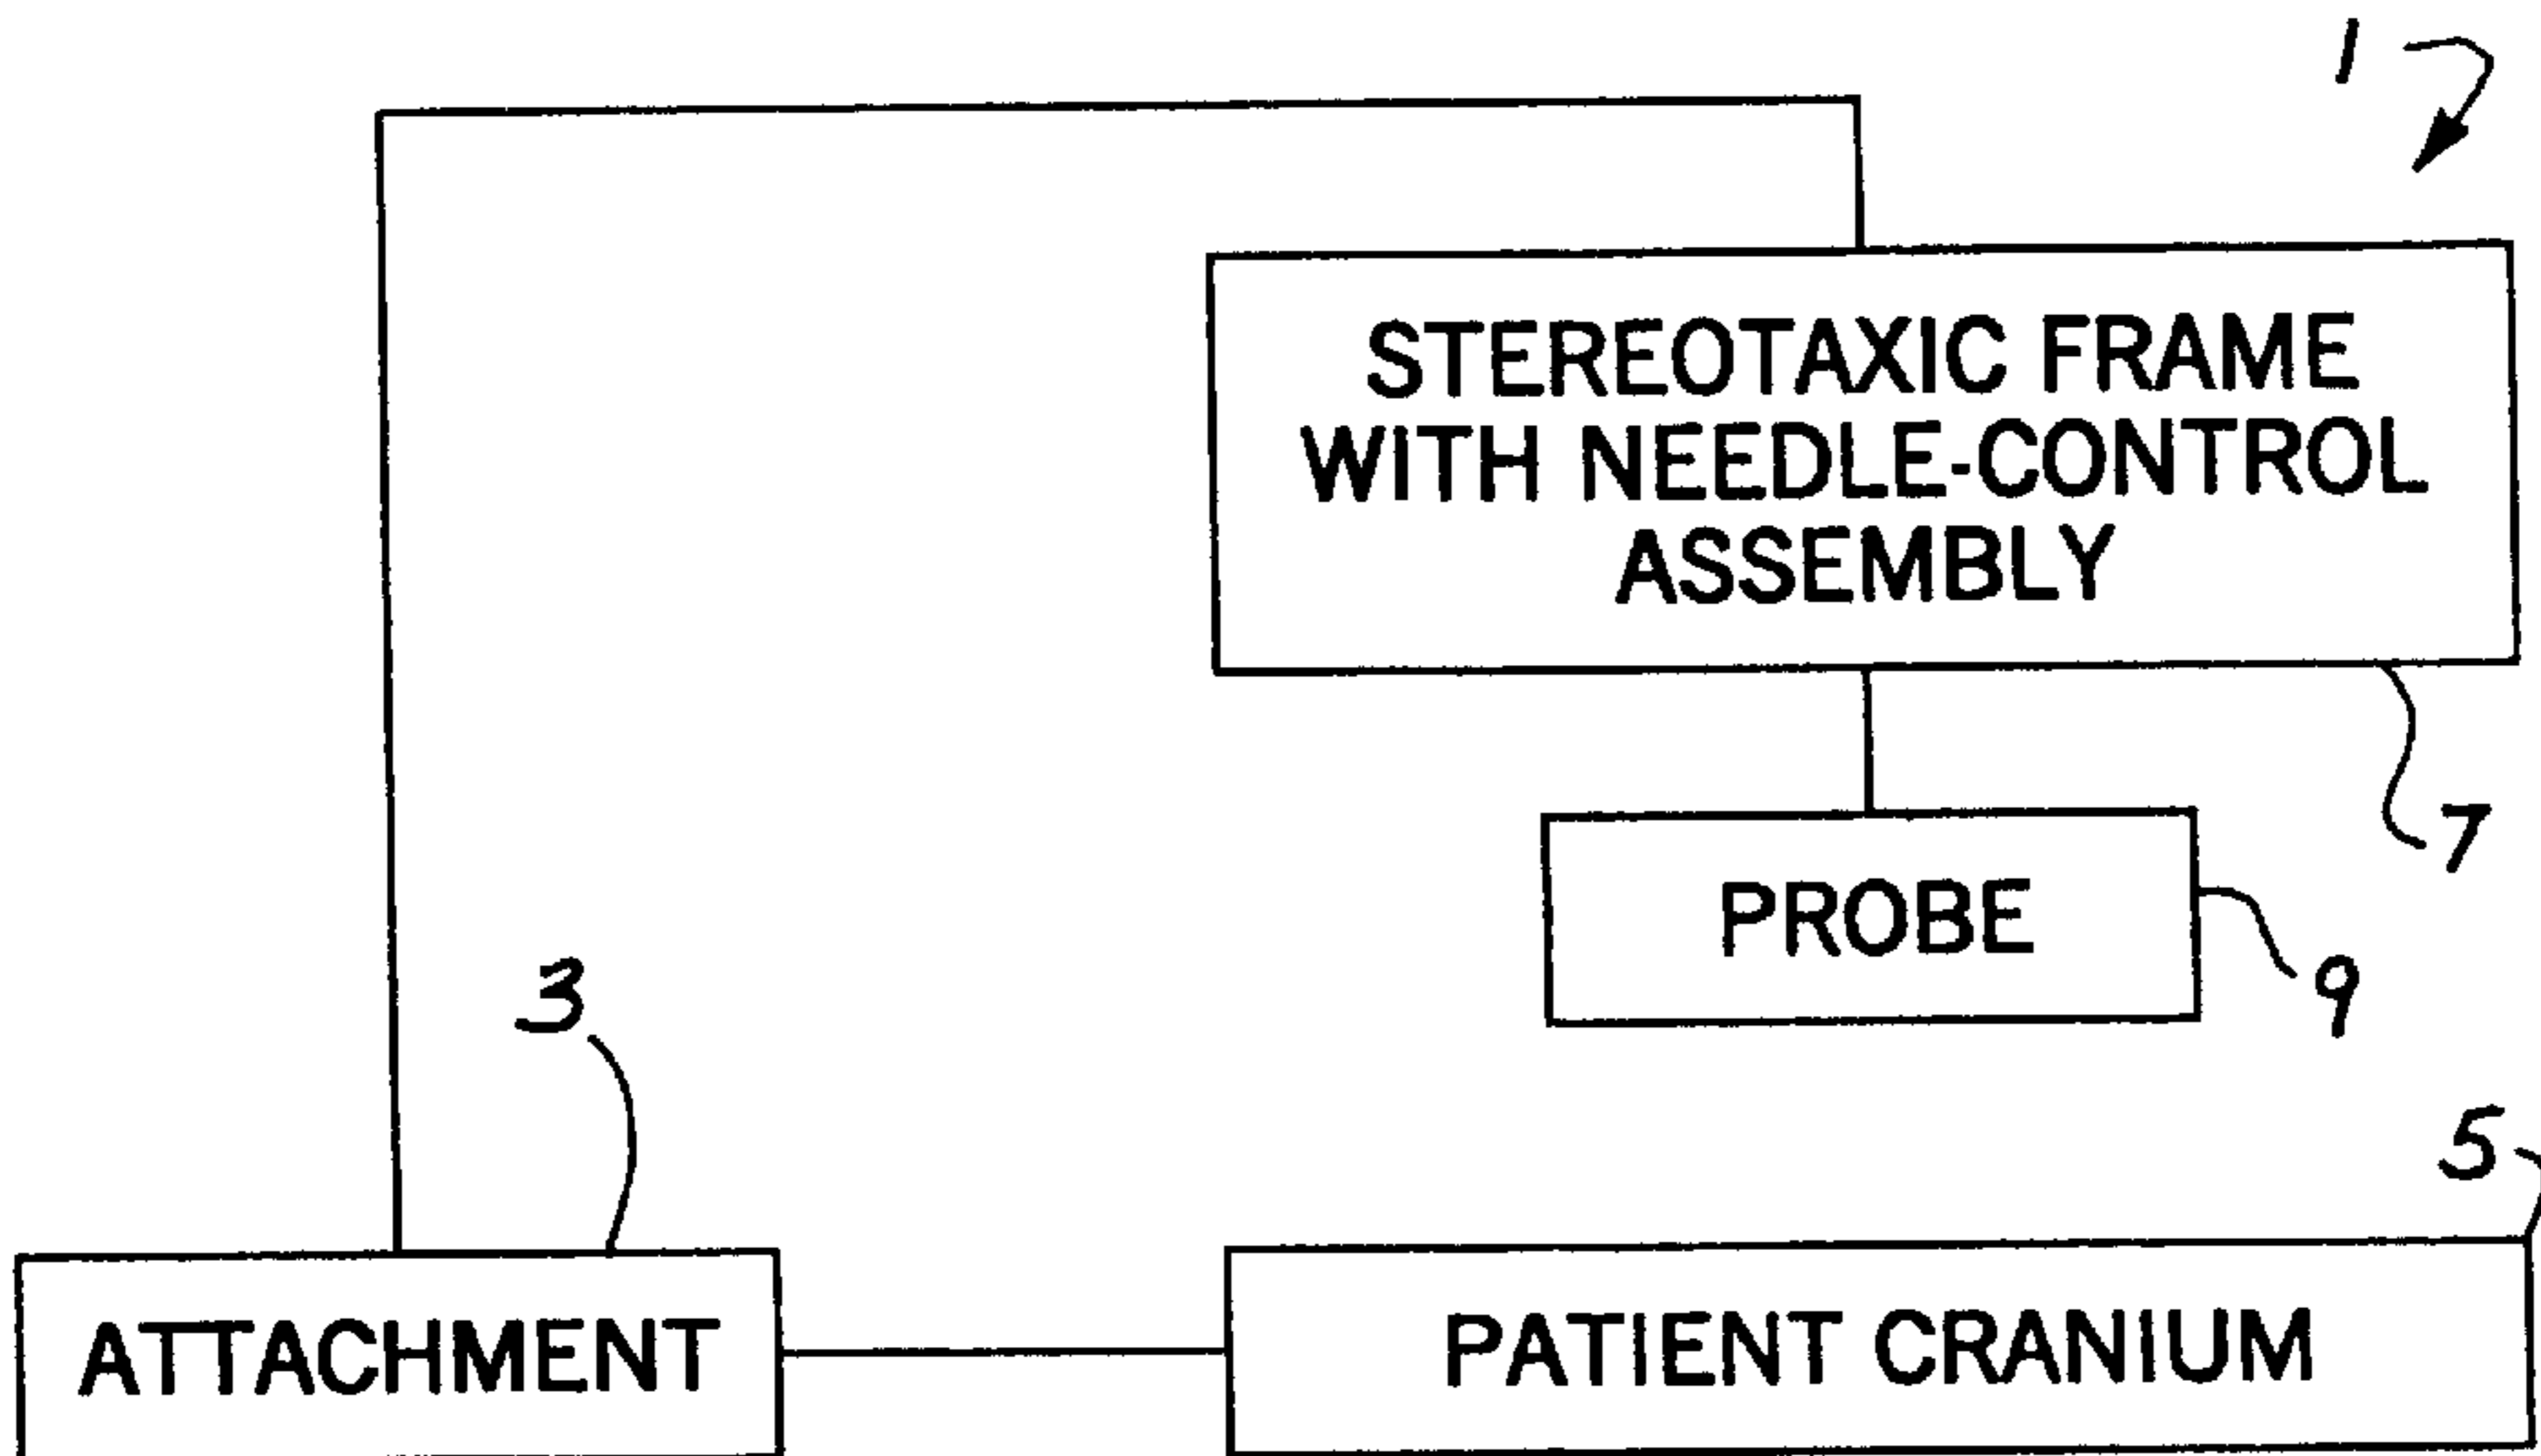 1
STEREOTAXIC FRAME
WITH NEEDLE-CONTROL
ASSEMBLY
7
PROBE
9
3
5
ATTACHMENT
PATIENT CRANIUM